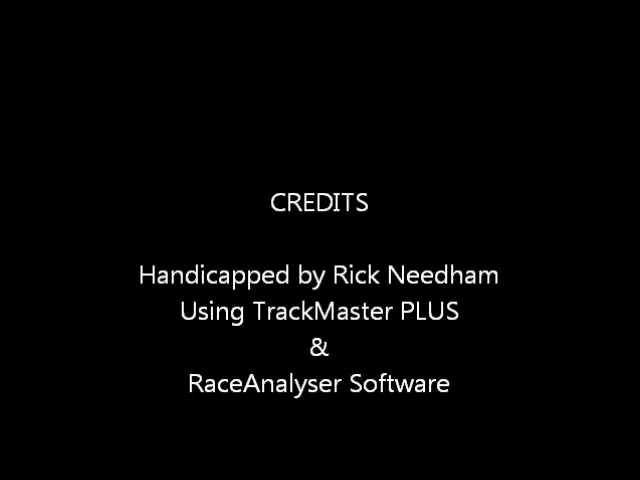 CREDITS
Handicapped by Rick Needham
Using TrackMaster PLUS
&
RaceAnalyser Software